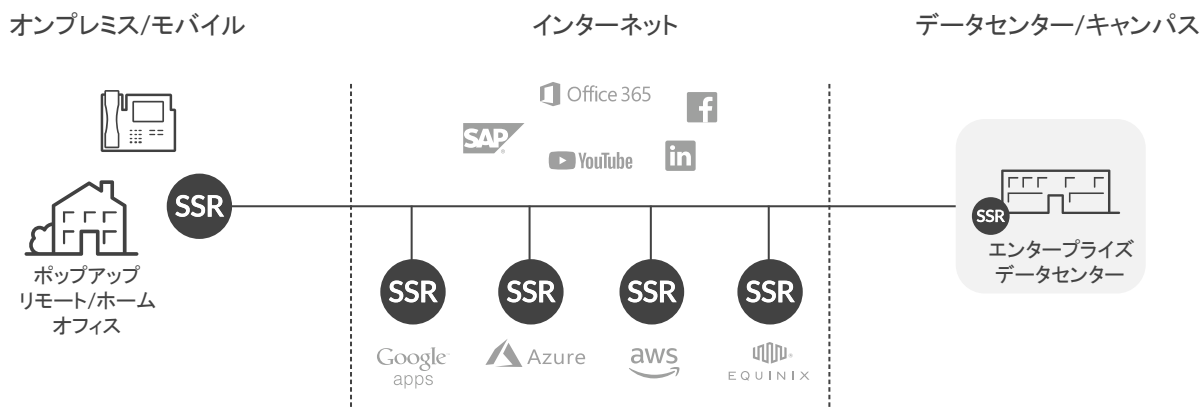 オンプレミス/モバイル
インターネット
データセンター/キャンパス
Office 365
SAP
YouTube
in
SSR
ポップアップ
リモート/ホーム
オフィス
SSR
SSR
SSR
SSR
Google
apps
Azure
aws
EQUINIX
SSR
エンタープライズ
データセンター